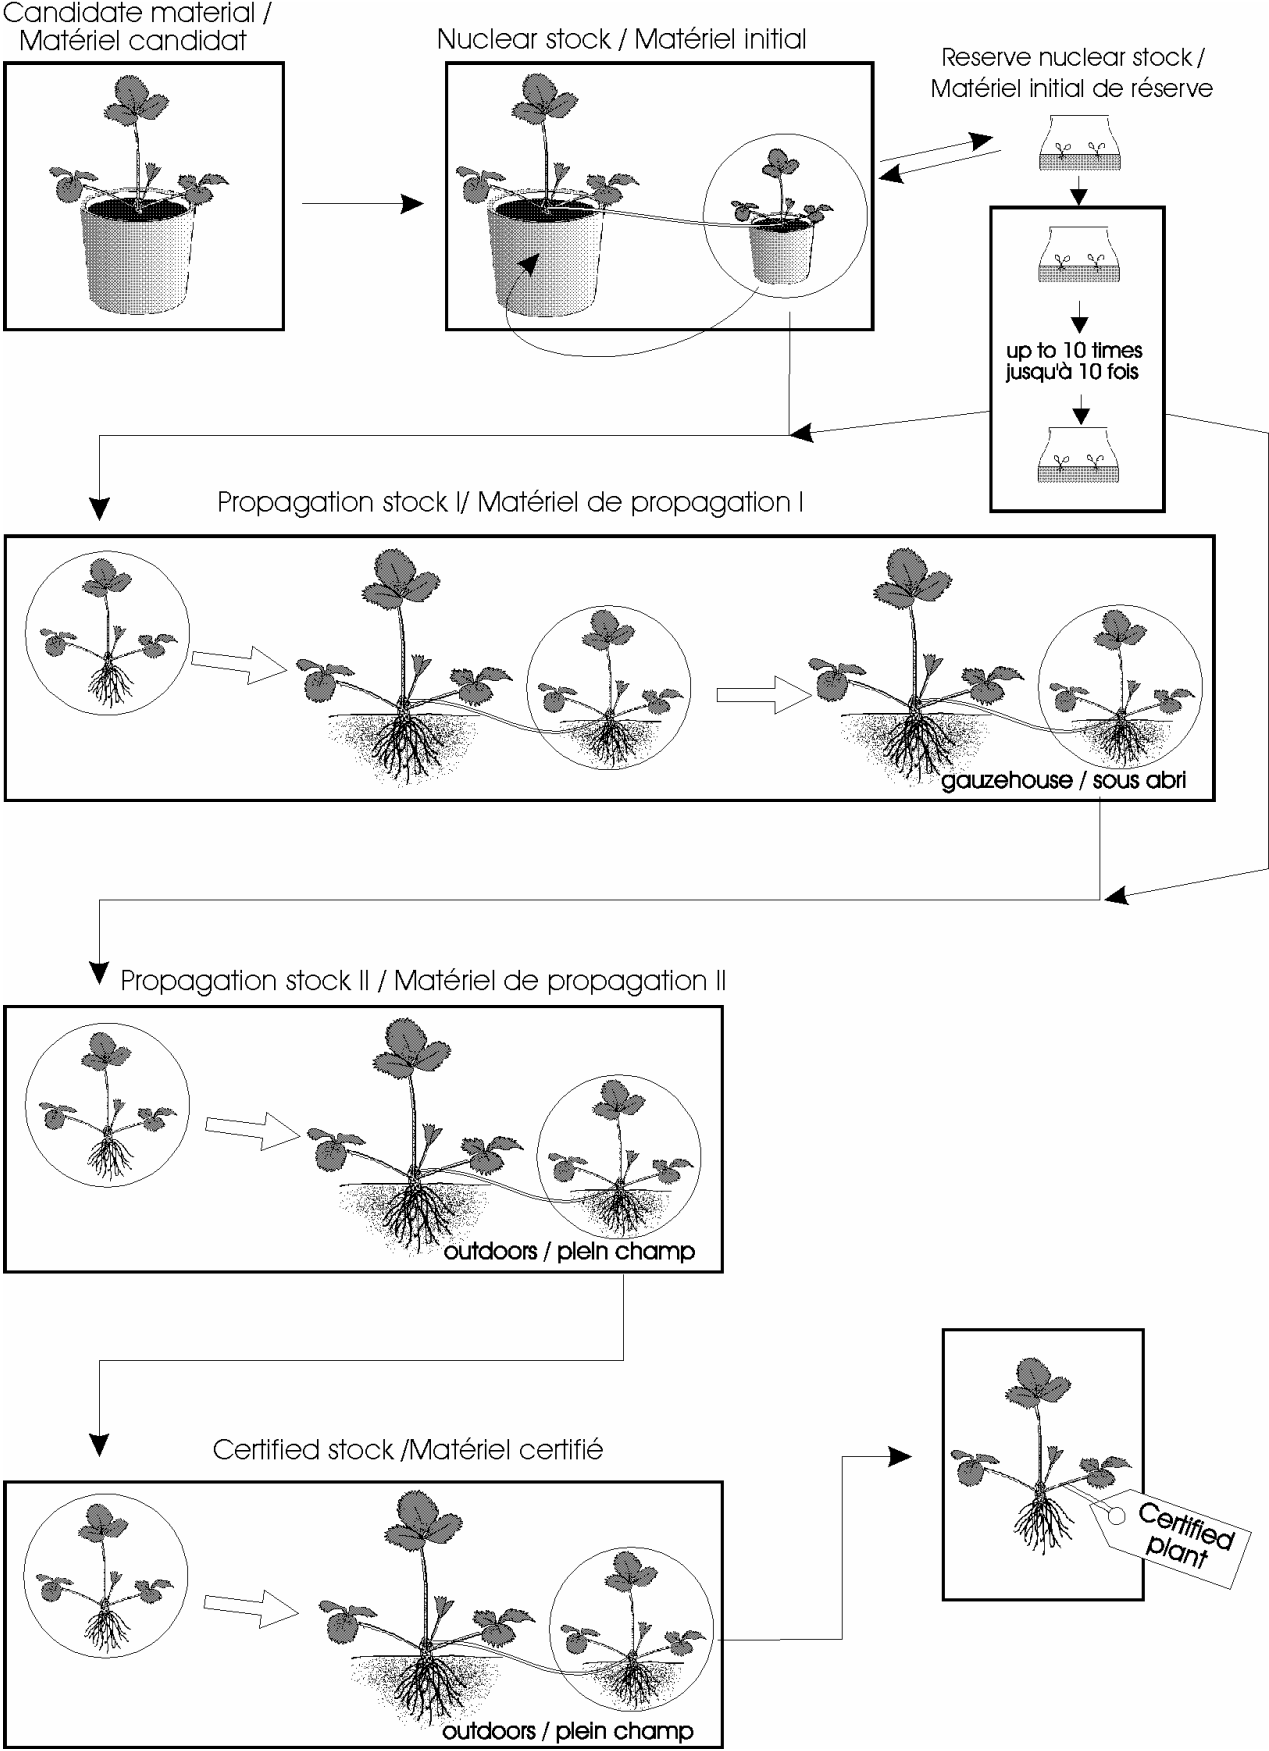 Candidate material /
Matériel candidat
Nuclear stock / Matériel initial
Reserve nuclear stock /
Matériel initial de réserve
up to 10 times
jusqu'à 10 fois
Propagation stock I/ Matériel de propagation I
gauzehouse / sous abri
Propagation stock II / Matériel de propagation II
outdoors / plein champ
Certified stock /Matériel certifié
Certified
plant
outdoors / plein champ